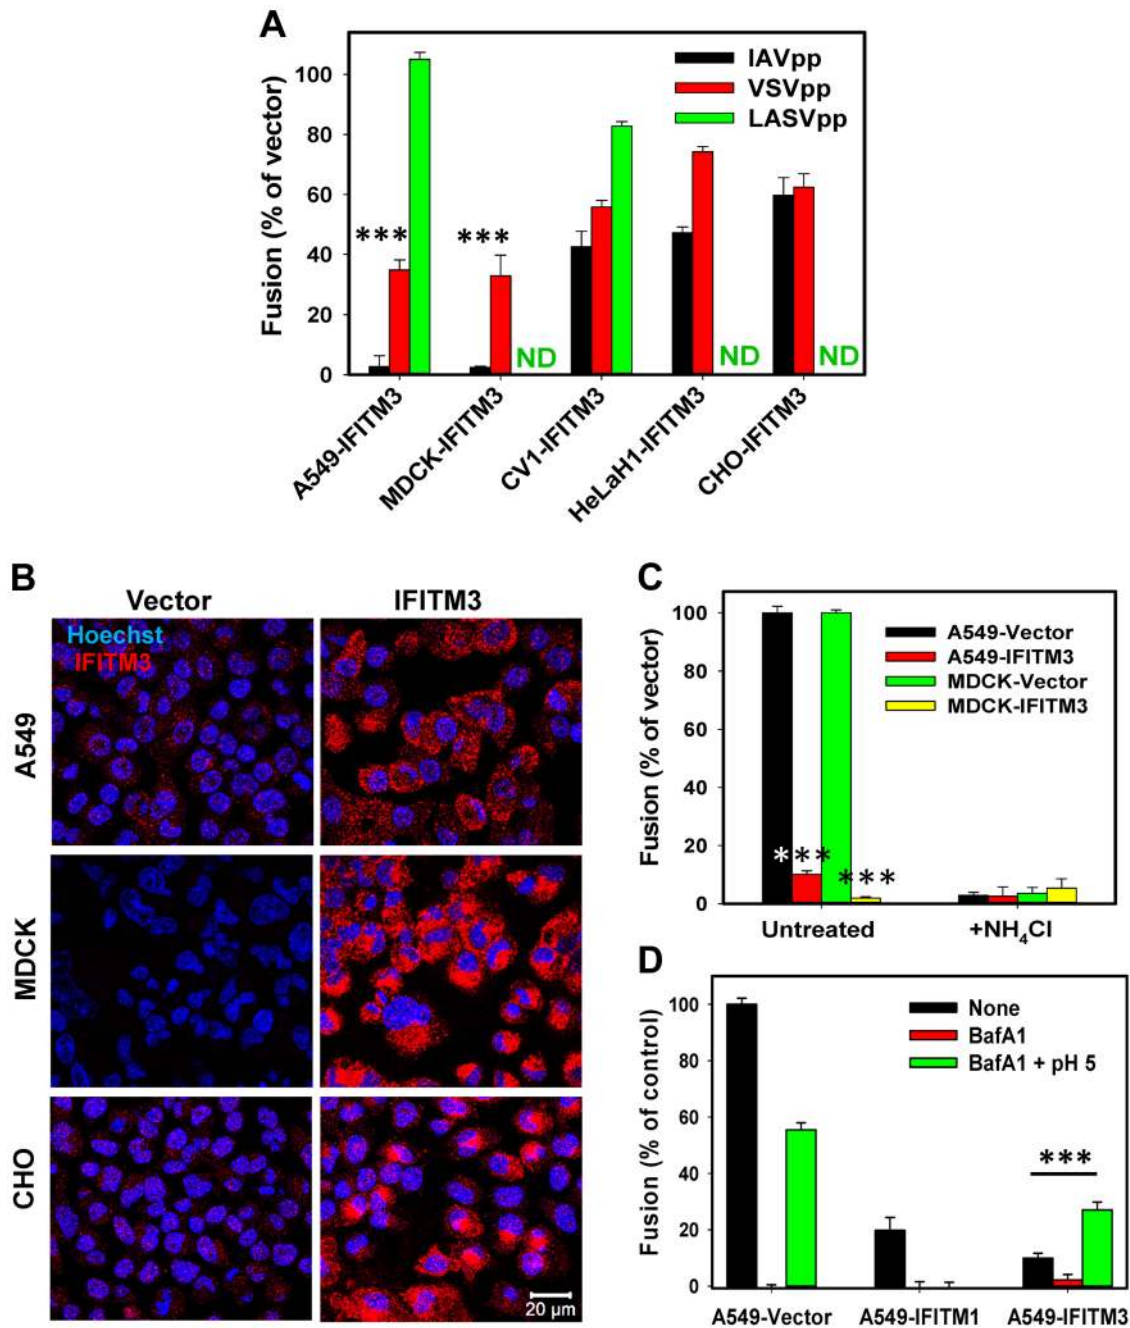 A
Fusion (% of vector)
100
80
60
40
20
0
IAVpp
VSVpp
LASVpp
***
***
ND
ND
ND
A549-IFITM3
MDCK-IFITM3
CV1-IFITM3
HeLaH1-IFITM3
CHO-IFITM3
B
Vector
IFITM3
Hoechst
IFITM3
A549
MDCK
CHO
20 µm
C
Fusion (% of vector)
100
80
60
40
20
0
A549-Vector
A549-IFITM3
MDCK-Vector
MDCK-IFITM3
***
***
Untreated
+NH₄Cl
D
Fusion (% of control)
100
80
60
40
20
0
None
BafA1
BafA1 + pH 5
***
A549-Vector
A549-IFITM1
A549-IFITM3